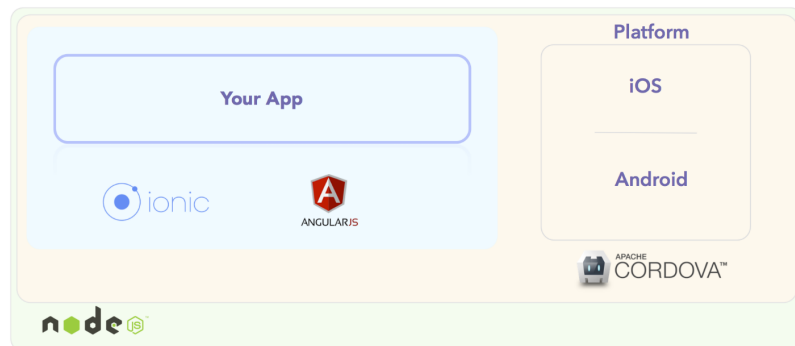 Platform
Your App
iOS
Android
ionic
ANGULARJS
APACHE
CORDOVA™
node
JS